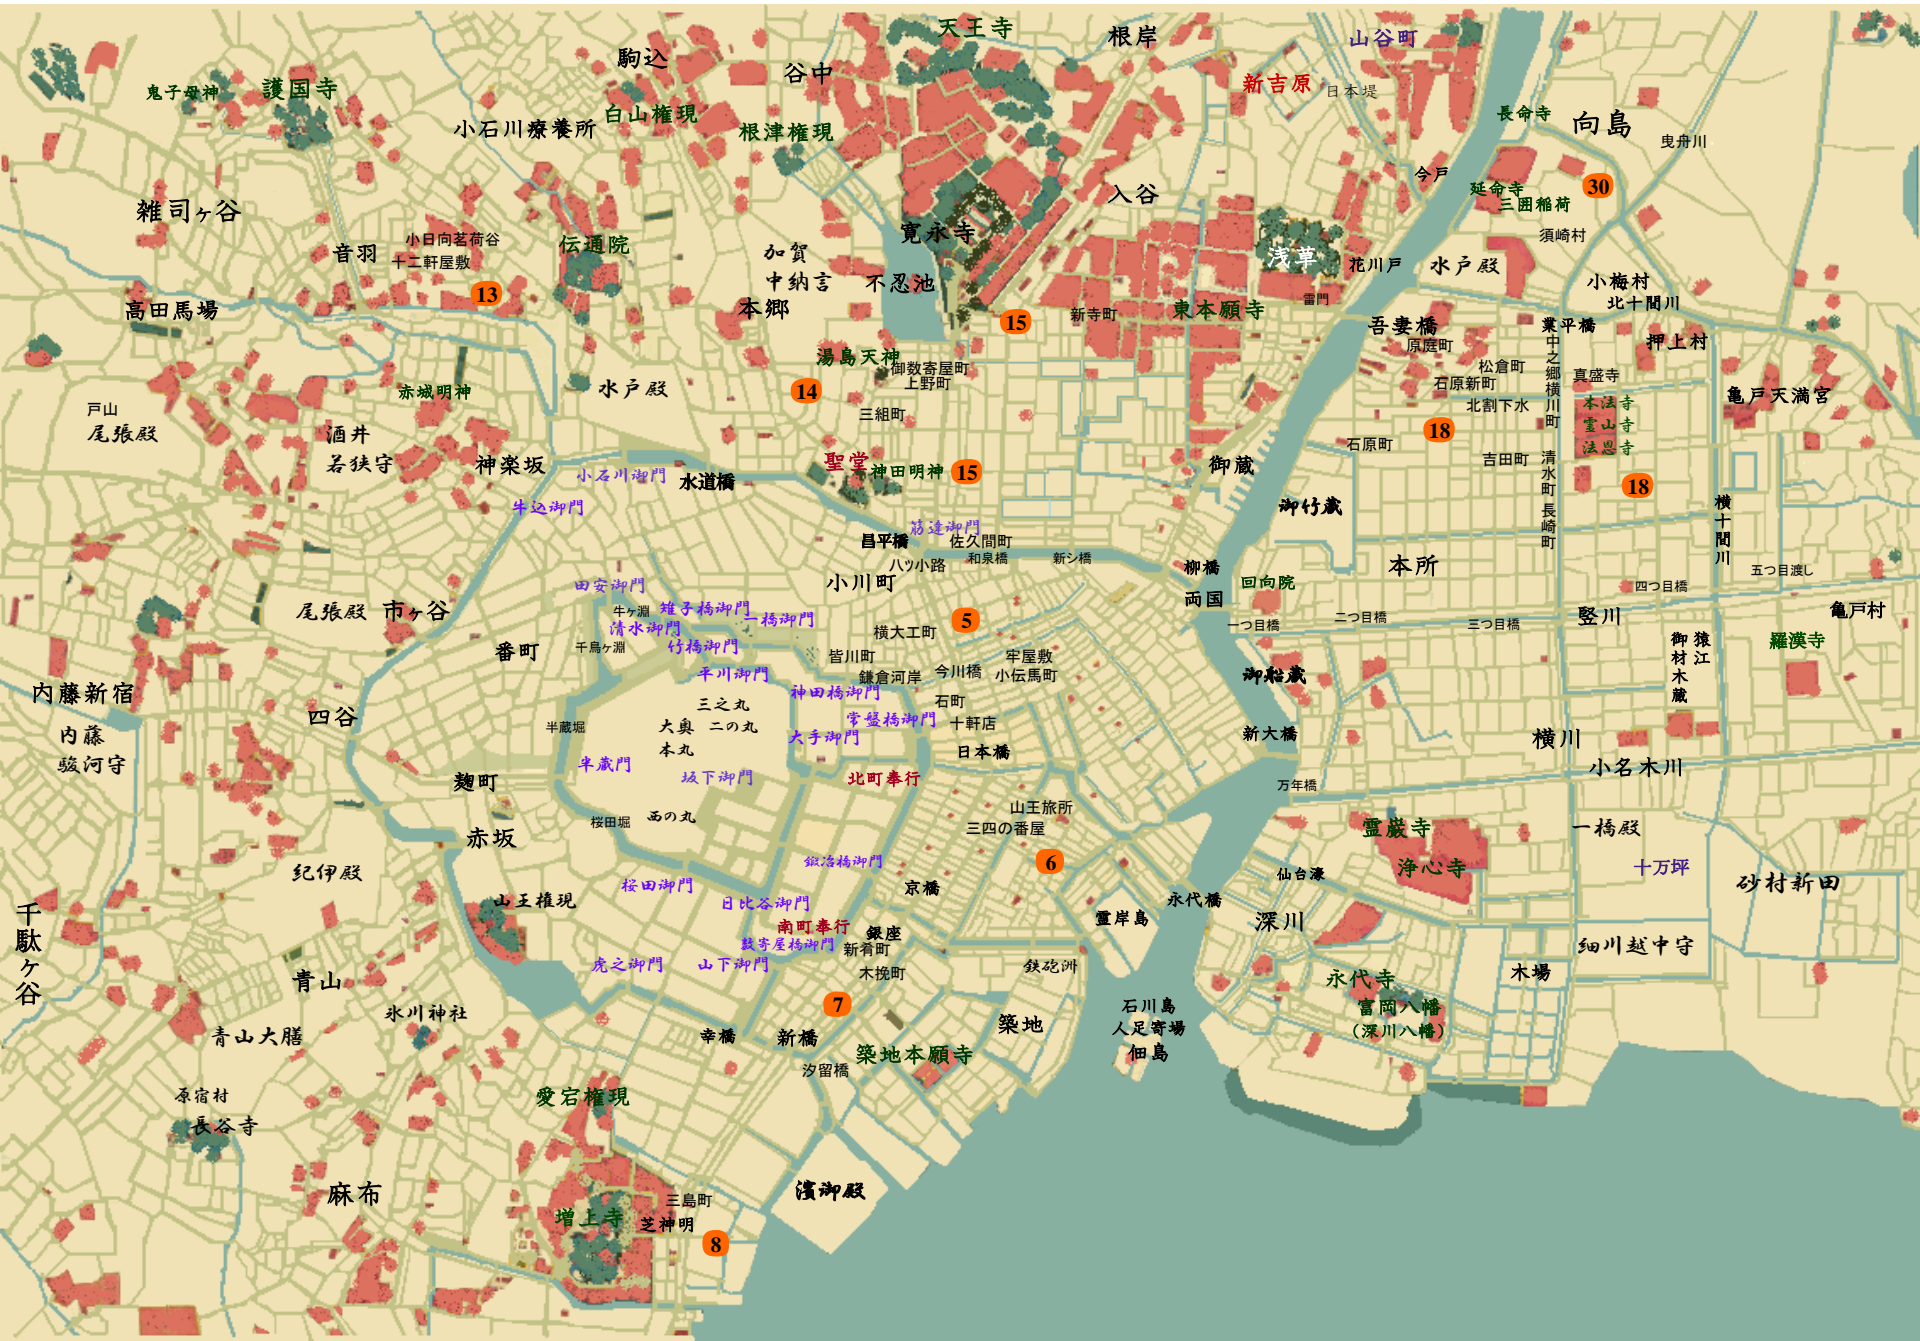 天王寺
根岸
山谷町
駒込
谷中
新吉原
日本堤
鬼子母神
護国寺
白山権現
小石川療養所
根津権現
長命寺
向島
曳舟川
今戸
延命寺
三囲稲荷
30
雑司ヶ谷
入谷
寛永寺
須崎村
小日向茗荷谷
十二軒屋敷
音羽
伝通院
加賀
中納言
浅草
花川戸
水戸殿
不忍池
小梅村
北十間川
13
高田馬場
本郷
15
新寺町
東本願寺
雷門
吾妻橋
原庭町
業平橋
押上村
湯島天神
御数寄屋町
上野町
松倉町
石原新町
中之郷横川町
真盛寺
赤城明神
水戸殿
14
三組町
北割下水
本法寺
霊山寺
法恩寺
亀戸天満宮
戸山
尾張殿
酒井
若狭守
石原町
18
神楽坂
小石川御門
水道橋
聖堂
神田明神
15
御蔵
吉田町
清水町
長崎町
18
牛込御門
御竹蔵
横十間川
筋違御門
昌平橋
佐久間町
和泉橋
新シ橋
八ッ小路
柳橋
本所
五つ目渡し
田安御門
小川町
回向院
四つ目橋
尾張殿
市ヶ谷
牛ヶ淵
雉子橋御門
一橋御門
清水御門
5
両国
一つ目橋
二つ目橋
三つ目橋
竪川
亀戸村
番町
千鳥ヶ淵
竹橋御門
横大工町
皆川町
牢屋敷
猿江
御材木蔵
羅漢寺
平川御門
鎌倉河岸
今川橋
小伝馬町
御船蔵
内藤新宿
神田橋御門
石町
四谷
三之丸
大奥
二の丸
本丸
常盤橋御門
十軒店
内藤
駿河守
半蔵堀
大手御門
日本橋
新大橋
横川
半蔵門
坂下御門
北町奉行
小名木川
麹町
万年橋
山王旅所
三四の番屋
桜田堀
西の丸
赤坂
霊巌寺
一橋殿
鍛冶橋御門
6
浄心寺
十万坪
紀伊殿
桜田御門
京橋
仙台濠
砂村新田
山王権現
日比谷御門
永代橋
千駄ヶ谷
霊岸島
深川
南町奉行
銀座
数寄屋橋御門
新肴町
細川越中守
虎之御門
山下御門
木挽町
鉄砲洲
木場
青山
永代寺
7
石川島
人足寄場
佃島
富岡八幡
(深川八幡)
氷川神社
青山大膳
幸橋
新橋
築地
築地本願寺
汐留橋
原宿村
長谷寺
愛宕権現
麻布
濱御殿
三島町
増上寺
芝神明
8